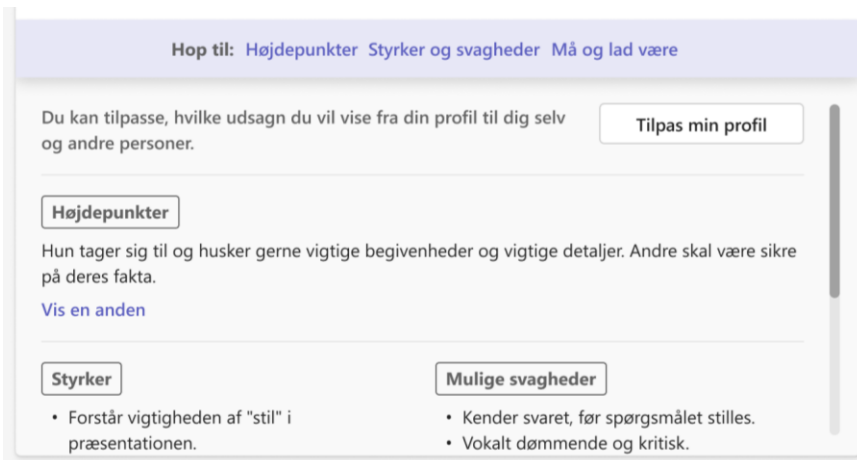 Hop til: Højdepunkter Styrker og svagheder Må og lad være
Du kan tilpasse, hvilke udsagn du vil vise fra din profil til dig selv
og andre personer.
Tilpas min profil
Højdepunkter
Hun tager sig til og husker gerne vigtige begivenheder og vigtige detaljer. Andre skal være sikre
på deres fakta.
Vis en anden
Styrker
• Forstår vigtigheden af "stil" i
præsentationen.
Mulige svagheder
• Kender svaret, før spørgsmålet stilles.
• Vokalt dømmende og kritisk.